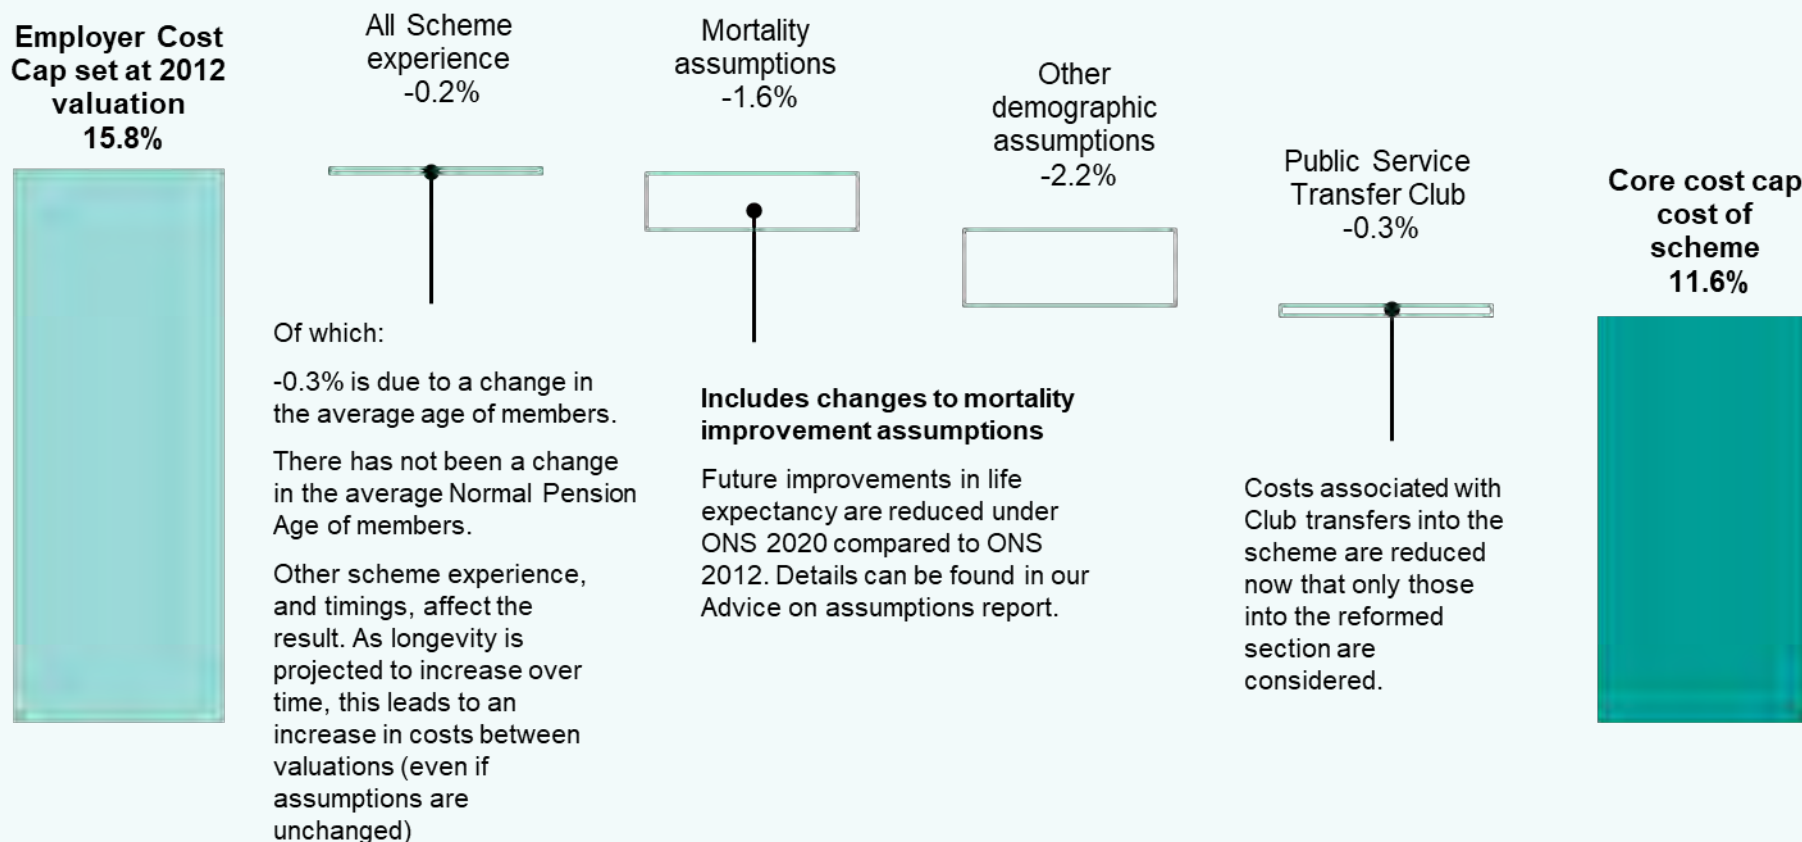 Employer Cost
Cap set at 2012
valuation
15.8%
All Scheme
experience
-0.2%
Of which:
-0.3% is due to a change in
the average age of members.
There has not been a change
in the average Normal Pension
Age of members.
Other scheme experience,
and timings, affect the
result. As longevity is
projected to increase over
time, this leads to an
increase in costs between
valuations (even if
assumptions are
unchanged)
Mortality
assumptions
-1.6%
Includes changes to mortality
improvement assumptions
Future improvements in life
expectancy are reduced under
ONS 2020 compared to ONS
2012. Details can be found in our
Advice on assumptions report.
Other
demographic
assumptions
-2.2%
Public Service
Transfer Club
-0.3%
Costs associated with
Club transfers into the
scheme are reduced
now that only those
into the reformed
section are
considered.
Core cost cap
cost of
scheme
11.6%